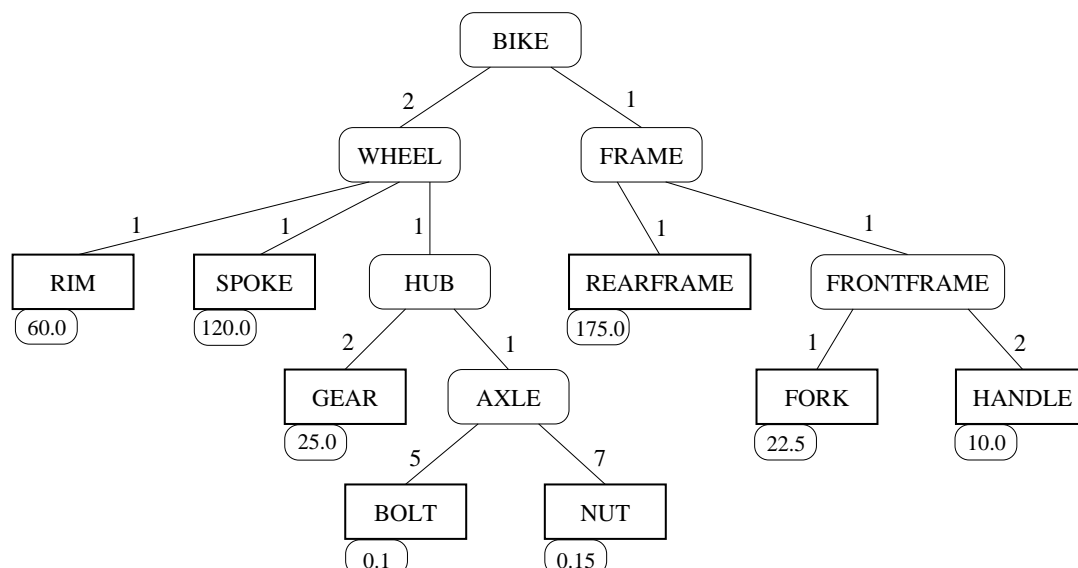 BIKE
2 1
WHEEL FRAME
1 1 1 1 1
RIM SPOKE HUB REARFRAME FRONTFRAME
60.0 120.0 175.0
2 1 1 2
GEAR AXLE FORK HANDLE
25.0 22.5 10.0
5 7
BOLT NUT
0.1 0.15